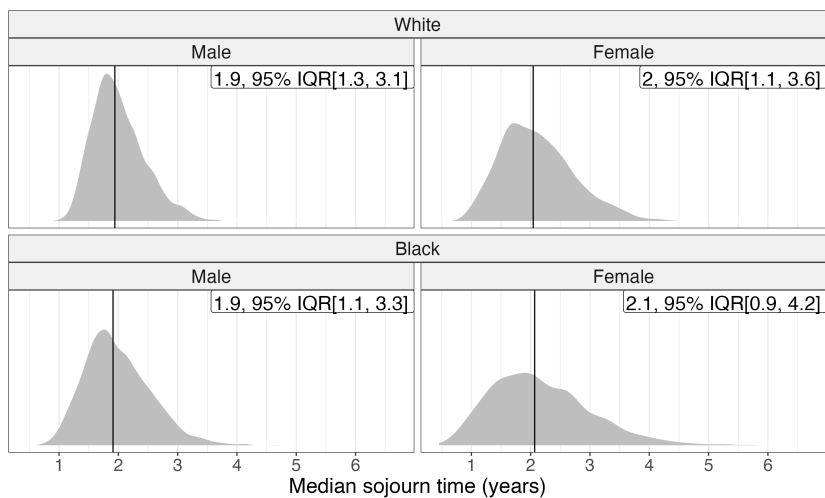 White
Male
Female
1.9, 95% IQR[1.3, 3.1]
2, 95% IQR[1.1, 3.6]
Black
Male
Female
1.9, 95% IQR[1.1, 3.3]
2.1, 95% IQR[0.9, 4.2]
1 2 3 4 5 6
1 2 3 4 5 6
Median sojourn time (years)